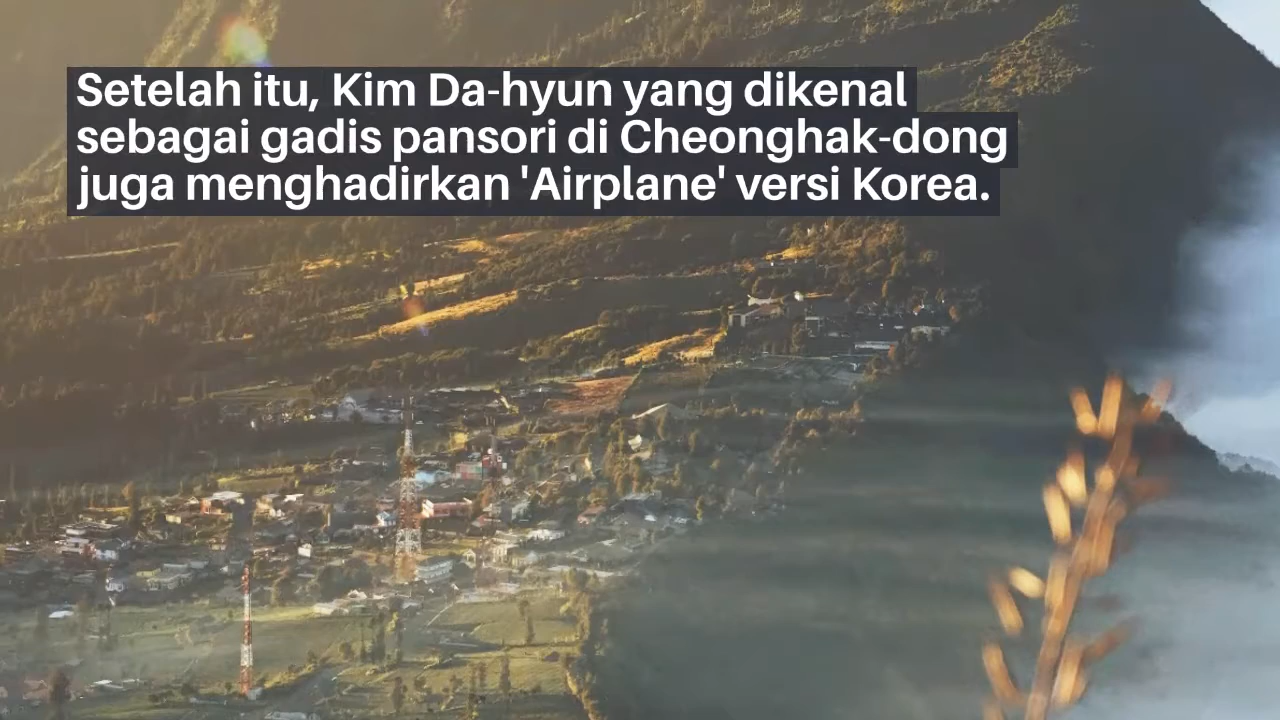 Setelah itu, Kim Da-hyun yang dikenal
sebagai gadis pansori di Cheonghak-dong
juga menghadirkan 'Airplane' versi Korea.